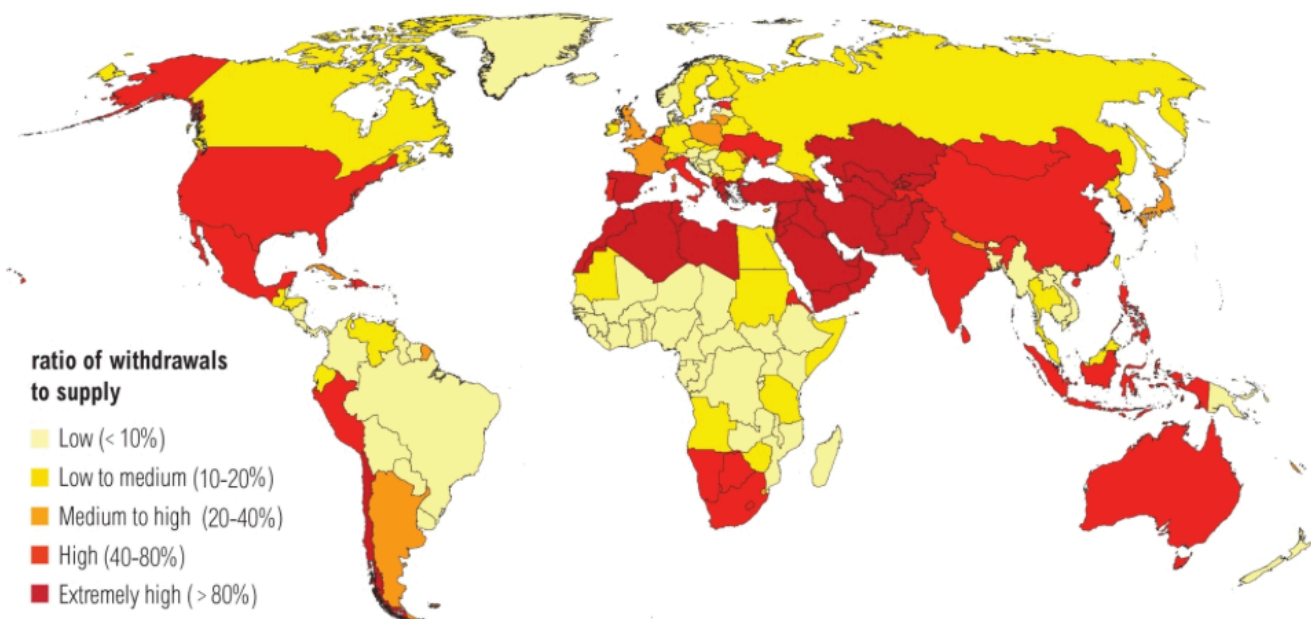 ratio of withdrawals
to supply
Low (< 10%)
Low to medium (10-20%)
Medium to high (20-40%)
High (40-80%)
Extremely high ( > 80%)